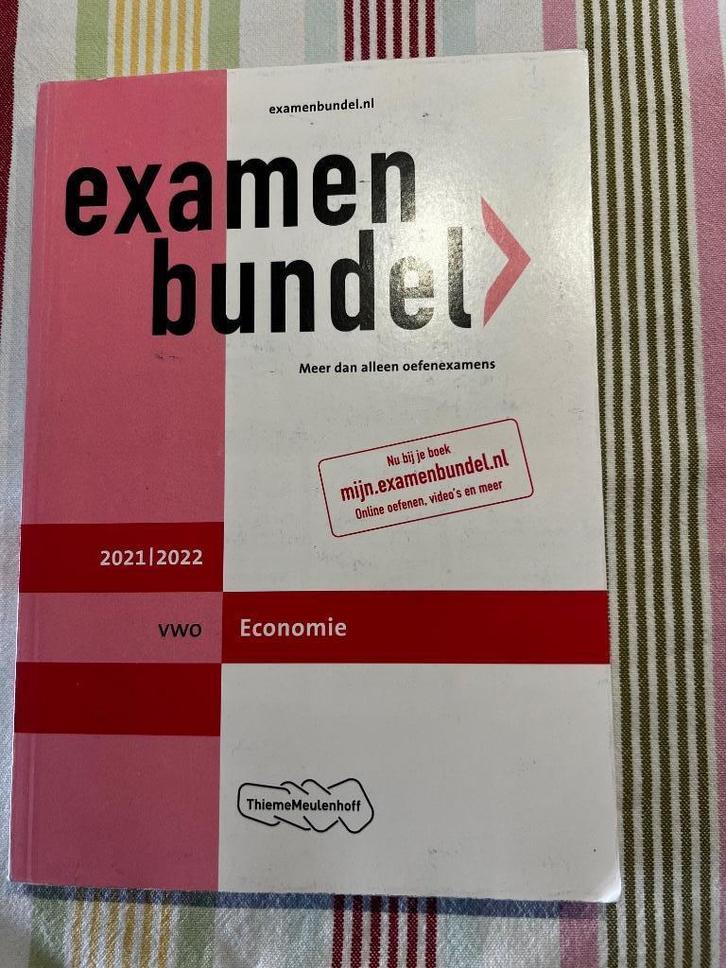 examenbundel.nl
examen
bundel
Meer dan alleen oefenexamens
Nu bij je boek
mijn.examenbundel.nl
Online oefenen, video's en meer
2021|2022
vwo Economie
ThiemeMeulenhoff